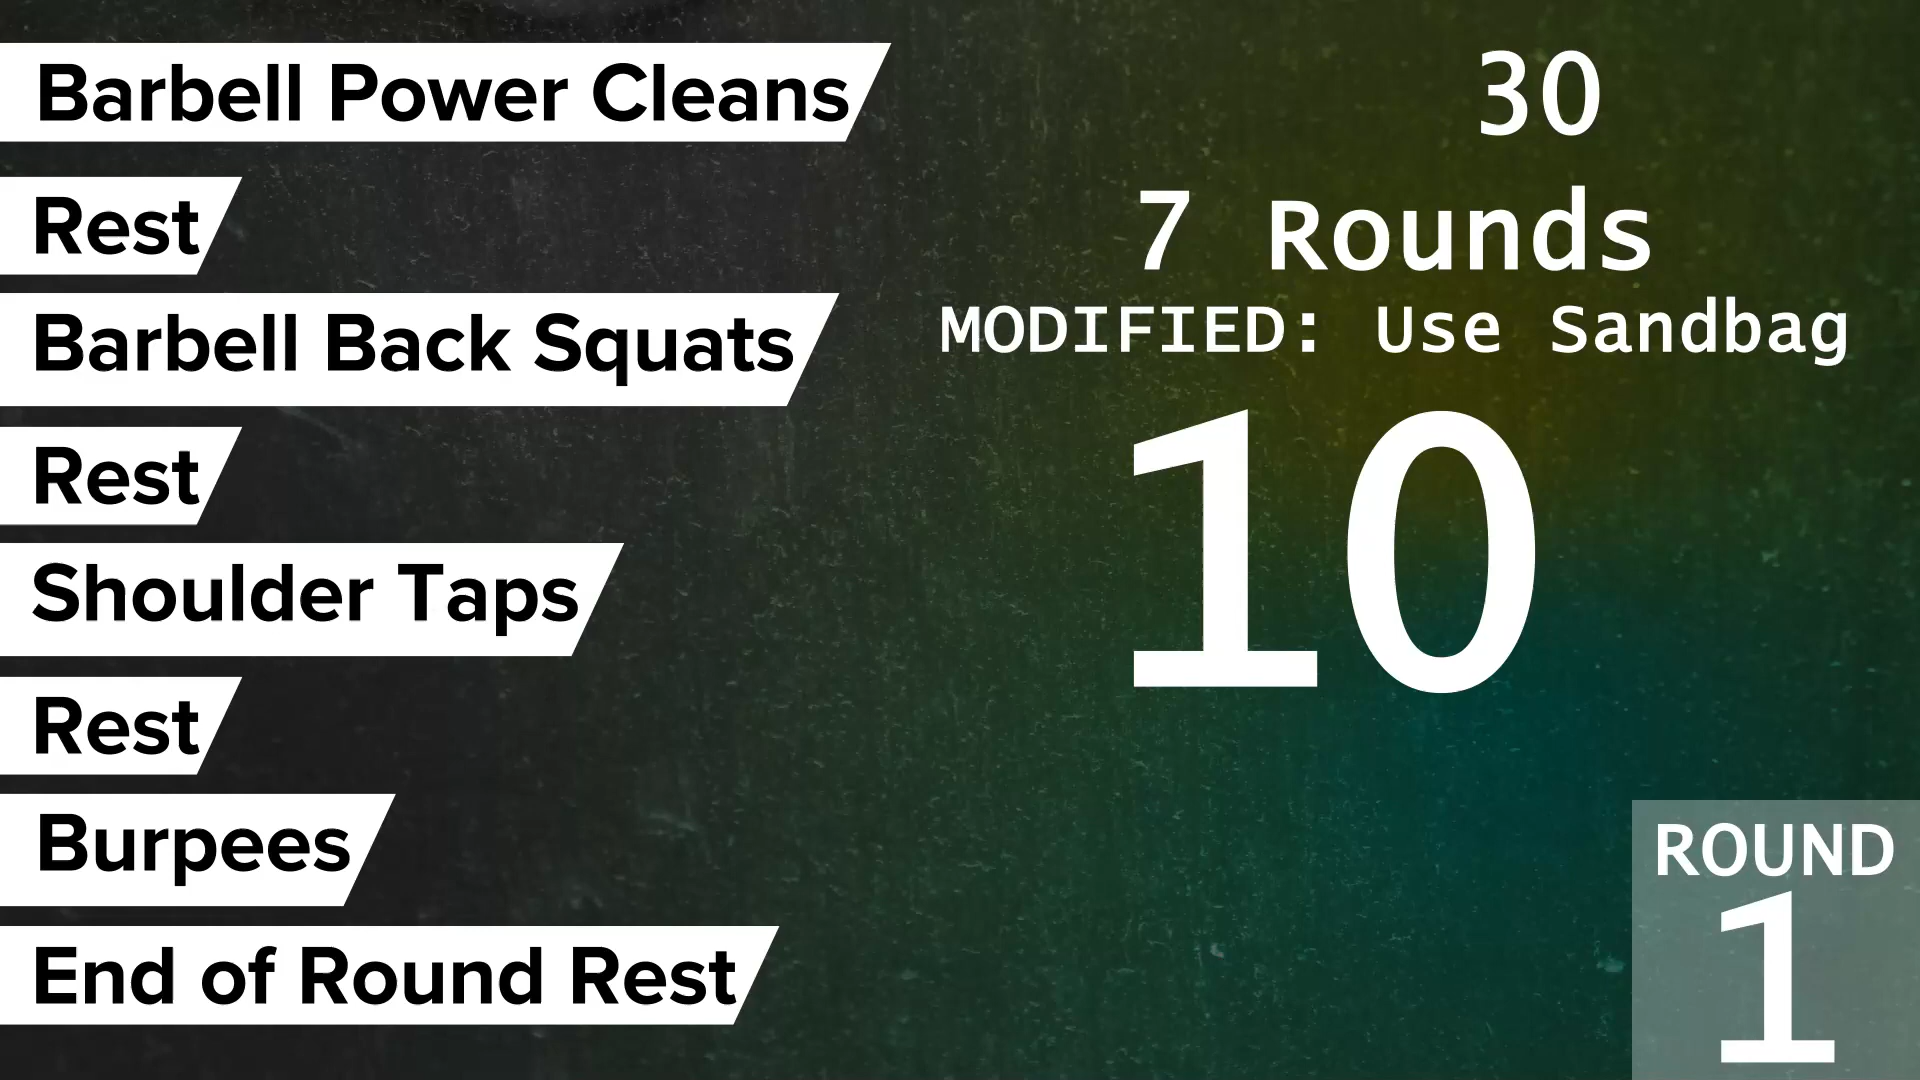 Barbell Power Cleans
Rest
Barbell Back Squats
Rest
Shoulder Taps
Rest
Burpees
End of Round Rest
30
7 Rounds
MODIFIED: Use Sandbag
10
ROUND
1